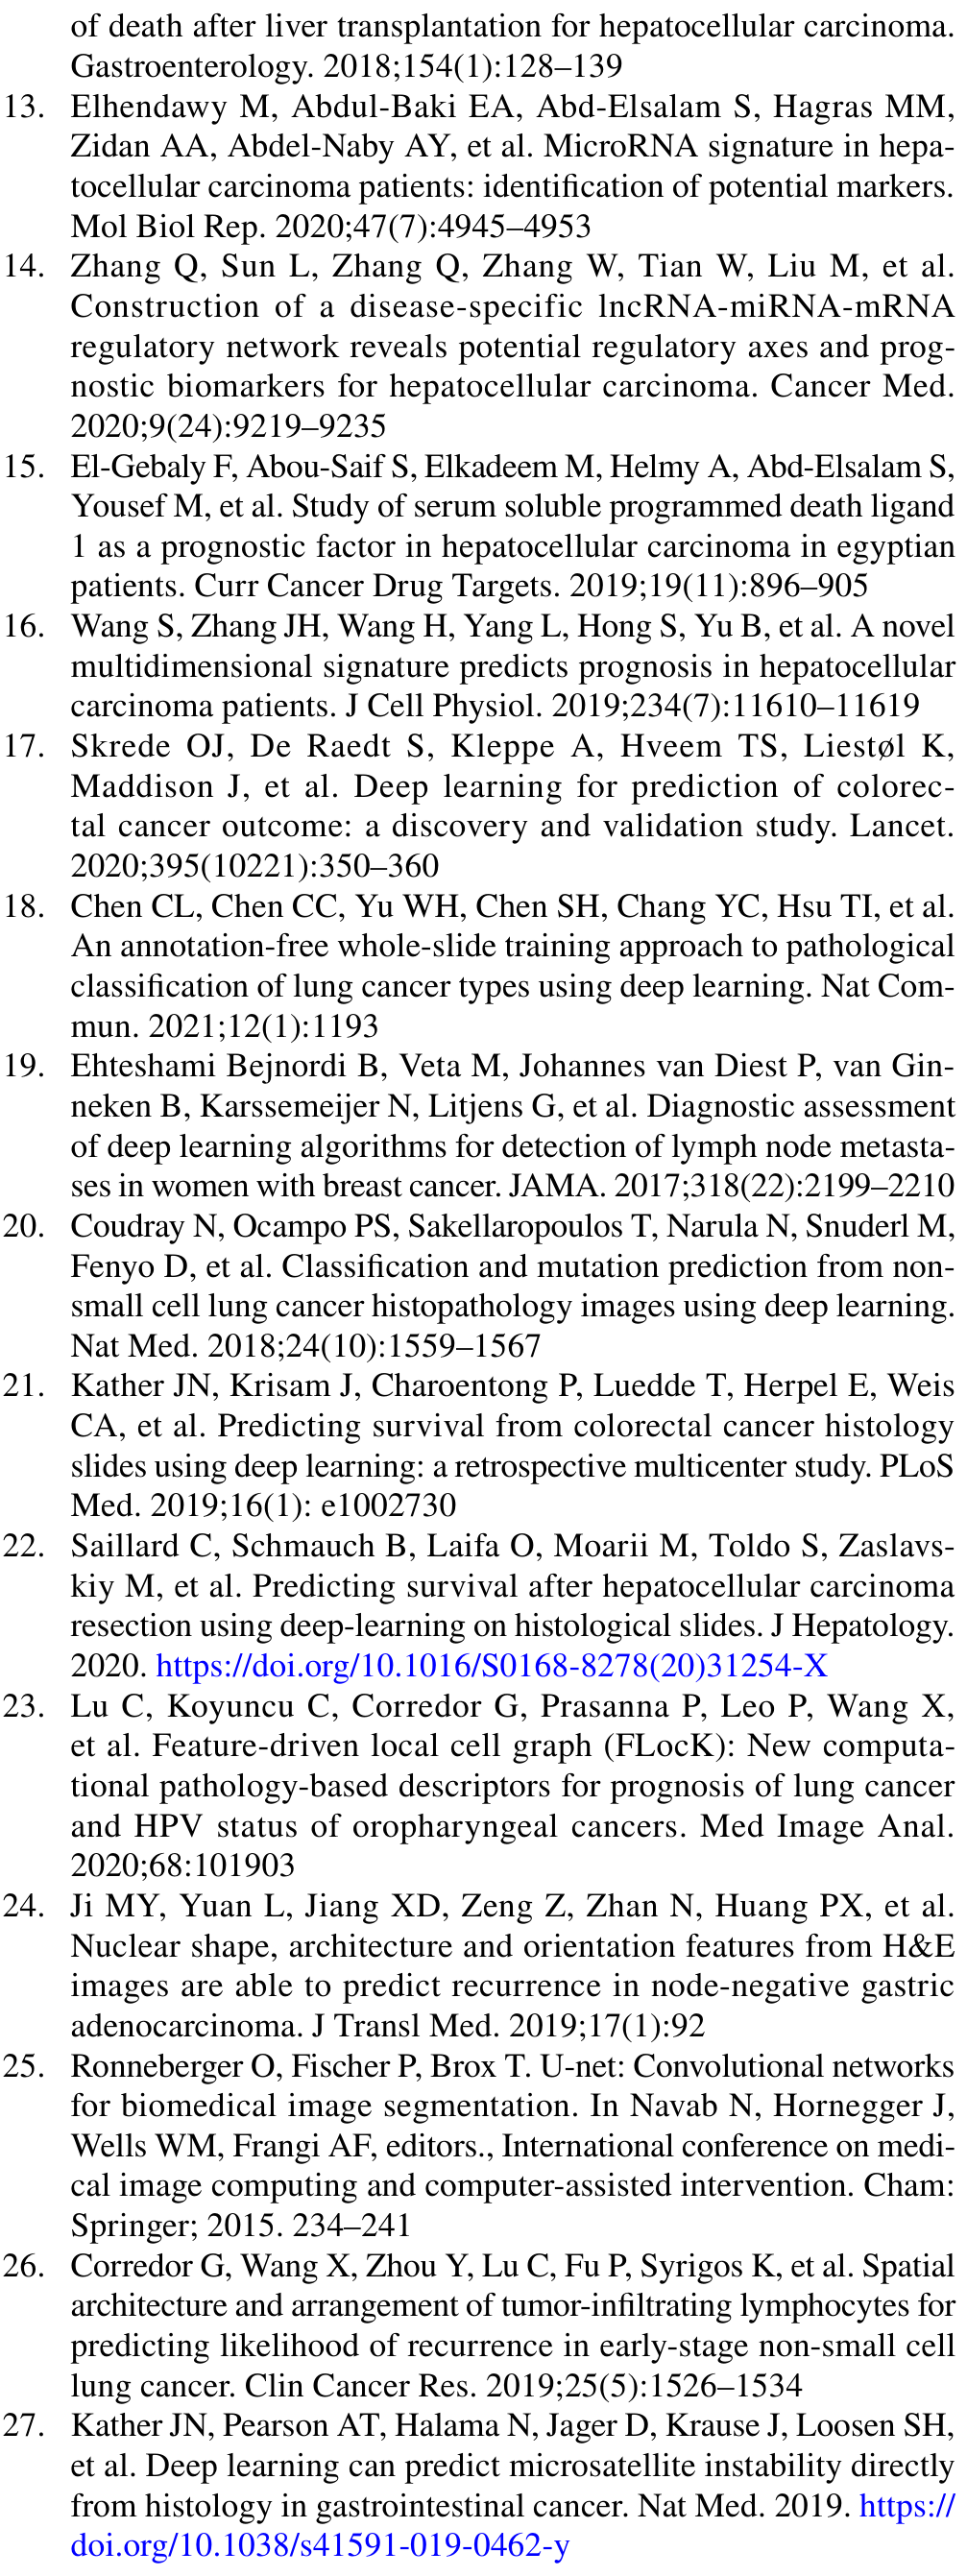 of death after liver transplantation for hepatocellular carcinoma.
Gastroenterology. 2018;154(1):128–139
13. Elhendawy M, Abdul-Baki EA, Abd-Elsalam S, Hagras MM,
Zidan AA, Abdel-Naby AY, et al. MicroRNA signature in hepa-
tocellular carcinoma patients: identification of potential markers.
Mol Biol Rep. 2020;47(7):4945–4953
14. Zhang Q, Sun L, Zhang Q, Zhang W, Tian W, Liu M, et al.
Construction of a disease-specific lncRNA-miRNA-mRNA
regulatory network reveals potential regulatory axes and prog-
nostic biomarkers for hepatocellular carcinoma. Cancer Med.
2020;9(24):9219–9235
15. El-Gebaly F, Abou-Saif S, Elkadeem M, Helmy A, Abd-Elsalam S,
Yousef M, et al. Study of serum soluble programmed death ligand
1 as a prognostic factor in hepatocellular carcinoma in egyptian
patients. Curr Cancer Drug Targets. 2019;19(11):896–905
16. Wang S, Zhang JH, Wang H, Yang L, Hong S, Yu B, et al. A novel
multidimensional signature predicts prognosis in hepatocellular
carcinoma patients. J Cell Physiol. 2019;234(7):11610–11619
17. Skrede OJ, De Raedt S, Kleppe A, Hveem TS, Liestøl K,
Maddison J, et al. Deep learning for prediction of colorec-
tal cancer outcome: a discovery and validation study. Lancet.
2020;395(10221):350–360
18. Chen CL, Chen CC, Yu WH, Chen SH, Chang YC, Hsu TI, et al.
An annotation-free whole-slide training approach to pathological
classification of lung cancer types using deep learning. Nat Com-
mun. 2021;12(1):1193
19. Ehteshami Bejnordi B, Veta M, Johannes van Diest P, van Gin-
neken B, Karssemeijer N, Litjens G, et al. Diagnostic assessment
of deep learning algorithms for detection of lymph node metasta-
ses in women with breast cancer. JAMA. 2017;318(22):2199–2210
20. Coudray N, Ocampo PS, Sakellaropoulos T, Narula N, Snuderl M,
Fenyo D, et al. Classification and mutation prediction from non-
small cell lung cancer histopathology images using deep learning.
Nat Med. 2018;24(10):1559–1567
21. Kather JN, Krisam J, Charoentong P, Luedde T, Herpel E, Weis
CA, et al. Predicting survival from colorectal cancer histology
slides using deep learning: a retrospective multicenter study. PLoS
Med. 2019;16(1): e1002730
22. Saillard C, Schmauch B, Laifa O, Moarii M, Toldo S, Zaslavs-
kiy M, et al. Predicting survival after hepatocellular carcinoma
resection using deep-learning on histological slides. J Hepatology.
2020. https://doi.org/10.1016/S0168-8278(20)31254-X
23. Lu C, Koyuncu C, Corredor G, Prasanna P, Leo P, Wang X,
et al. Feature-driven local cell graph (FLocK): New computa-
tional pathology-based descriptors for prognosis of lung cancer
and HPV status of oropharyngeal cancers. Med Image Anal.
2020;68:101903
24. Ji MY, Yuan L, Jiang XD, Zeng Z, Zhan N, Huang PX, et al.
Nuclear shape, architecture and orientation features from H&E
images are able to predict recurrence in node-negative gastric
adenocarcinoma. J Transl Med. 2019;17(1):92
25. Ronneberger O, Fischer P, Brox T. U-net: Convolutional networks
for biomedical image segmentation. In Navab N, Hornegger J,
Wells WM, Frangi AF, editors., International conference on medi-
cal image computing and computer-assisted intervention. Cham:
Springer; 2015. 234–241
26. Corredor G, Wang X, Zhou Y, Lu C, Fu P, Syrigos K, et al. Spatial
architecture and arrangement of tumor-infiltrating lymphocytes for
predicting likelihood of recurrence in early-stage non-small cell
lung cancer. Clin Cancer Res. 2019;25(5):1526–1534
27. Kather JN, Pearson AT, Halama N, Jager D, Krause J, Loosen SH,
et al. Deep learning can predict microsatellite instability directly
from histology in gastrointestinal cancer. Nat Med. 2019. https://
doi.org/10.1038/s41591-019-0462-y